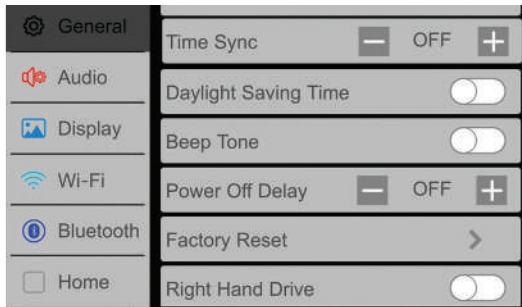 General
Audio
Display
Wi-Fi
Bluetooth
Home
Time Sync OFF
Daylight Saving Time
Beep Tone
Power Off Delay OFF
Factory Reset
Right Hand Drive